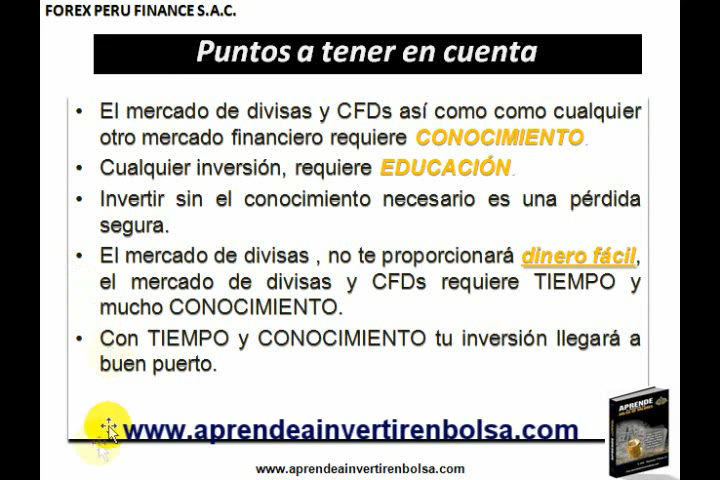 FOREX PERU FINANCE S.A.C.
Puntos a tener en cuenta
• El mercado de divisas y CFDs así como como cualquier
otro mercado financiero requiere CONOCIMIENTO.
• Cualquier inversión, requiere EDUCACIÓN.
• Invertir sin el conocimiento necesario es una pérdida
segura.
• El mercado de divisas , no te proporcionará dinero fácil,
el mercado de divisas y CFDs requiere TIEMPO y
mucho CONOCIMIENTO.
• Con TIEMPO y CONOCIMIENTO tu inversión llegará a
buen puerto.
www.aprendeainvertirenbolsa.com
APRENDE
www.aprendeainvertirenbolsa.com